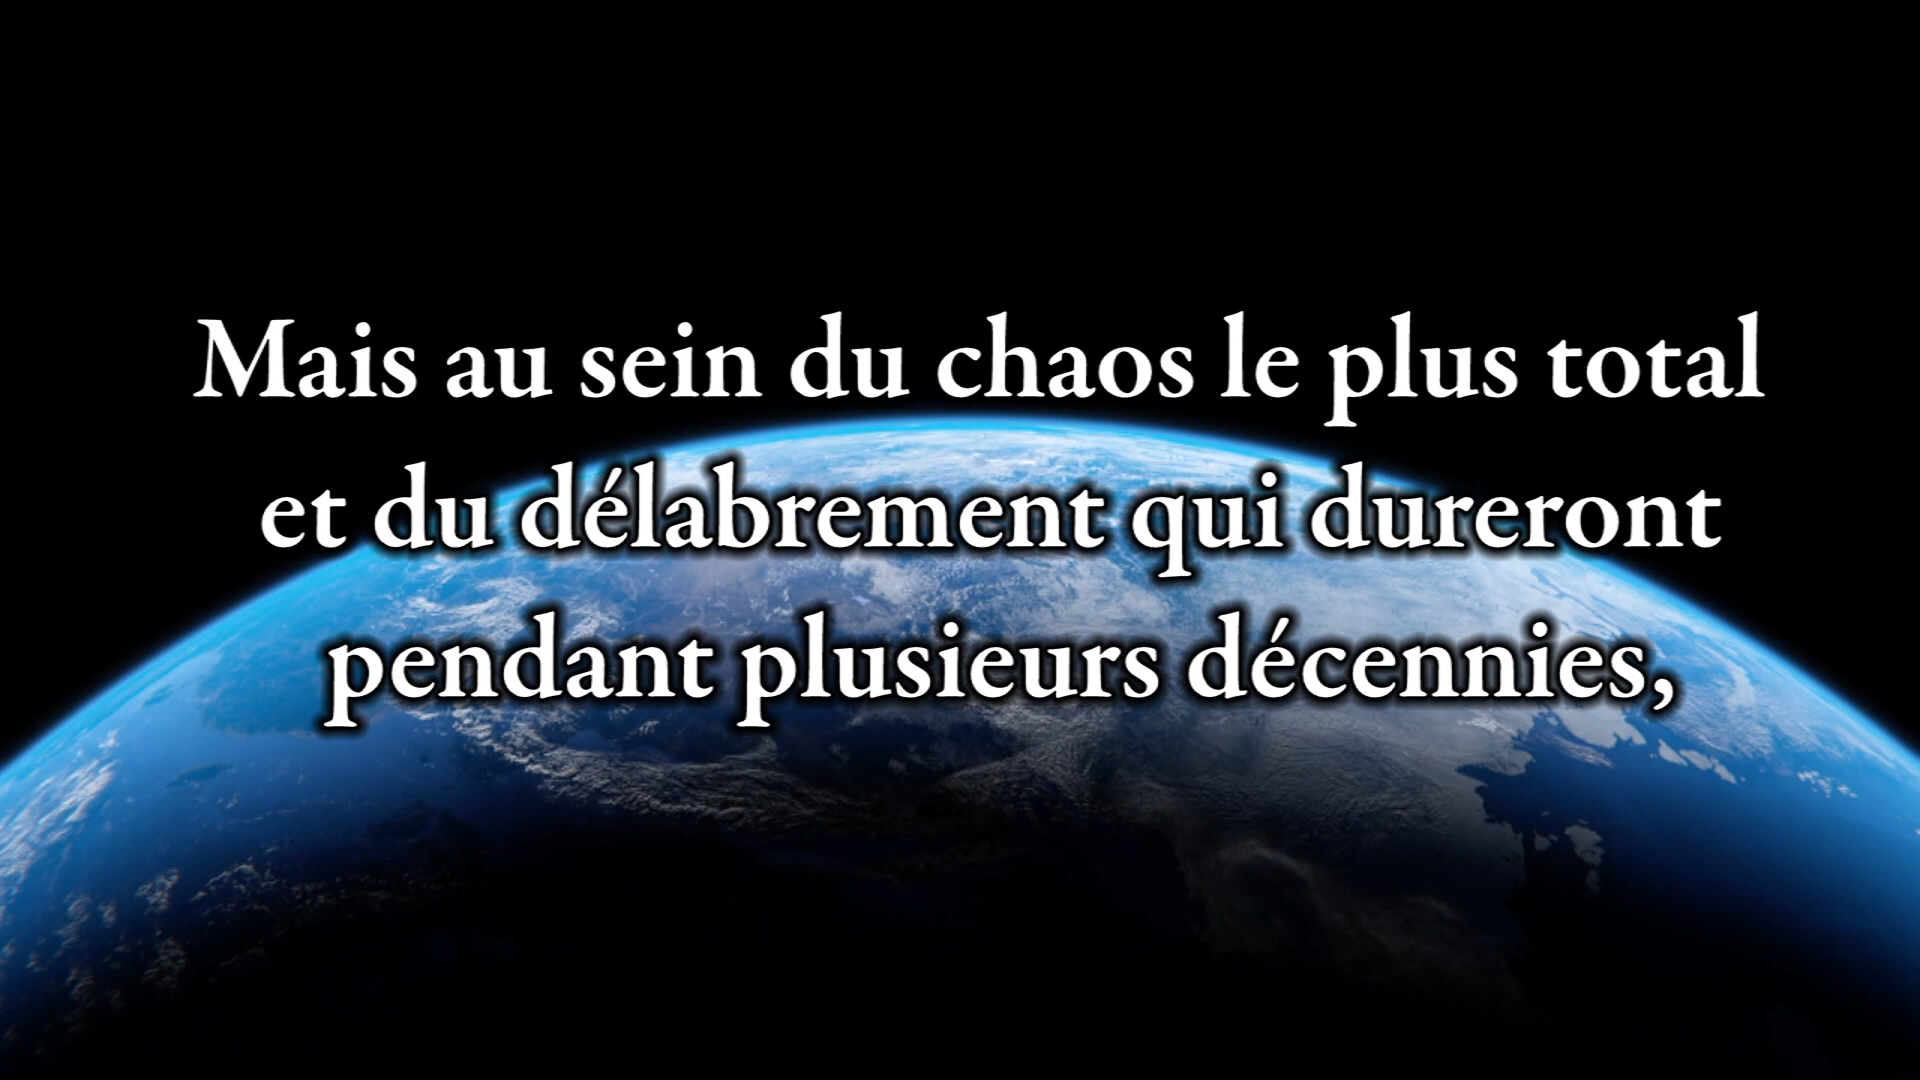 Mais au sein du chaos le plus total
et du délabrement qui dureront
pendant plusieurs décennies,